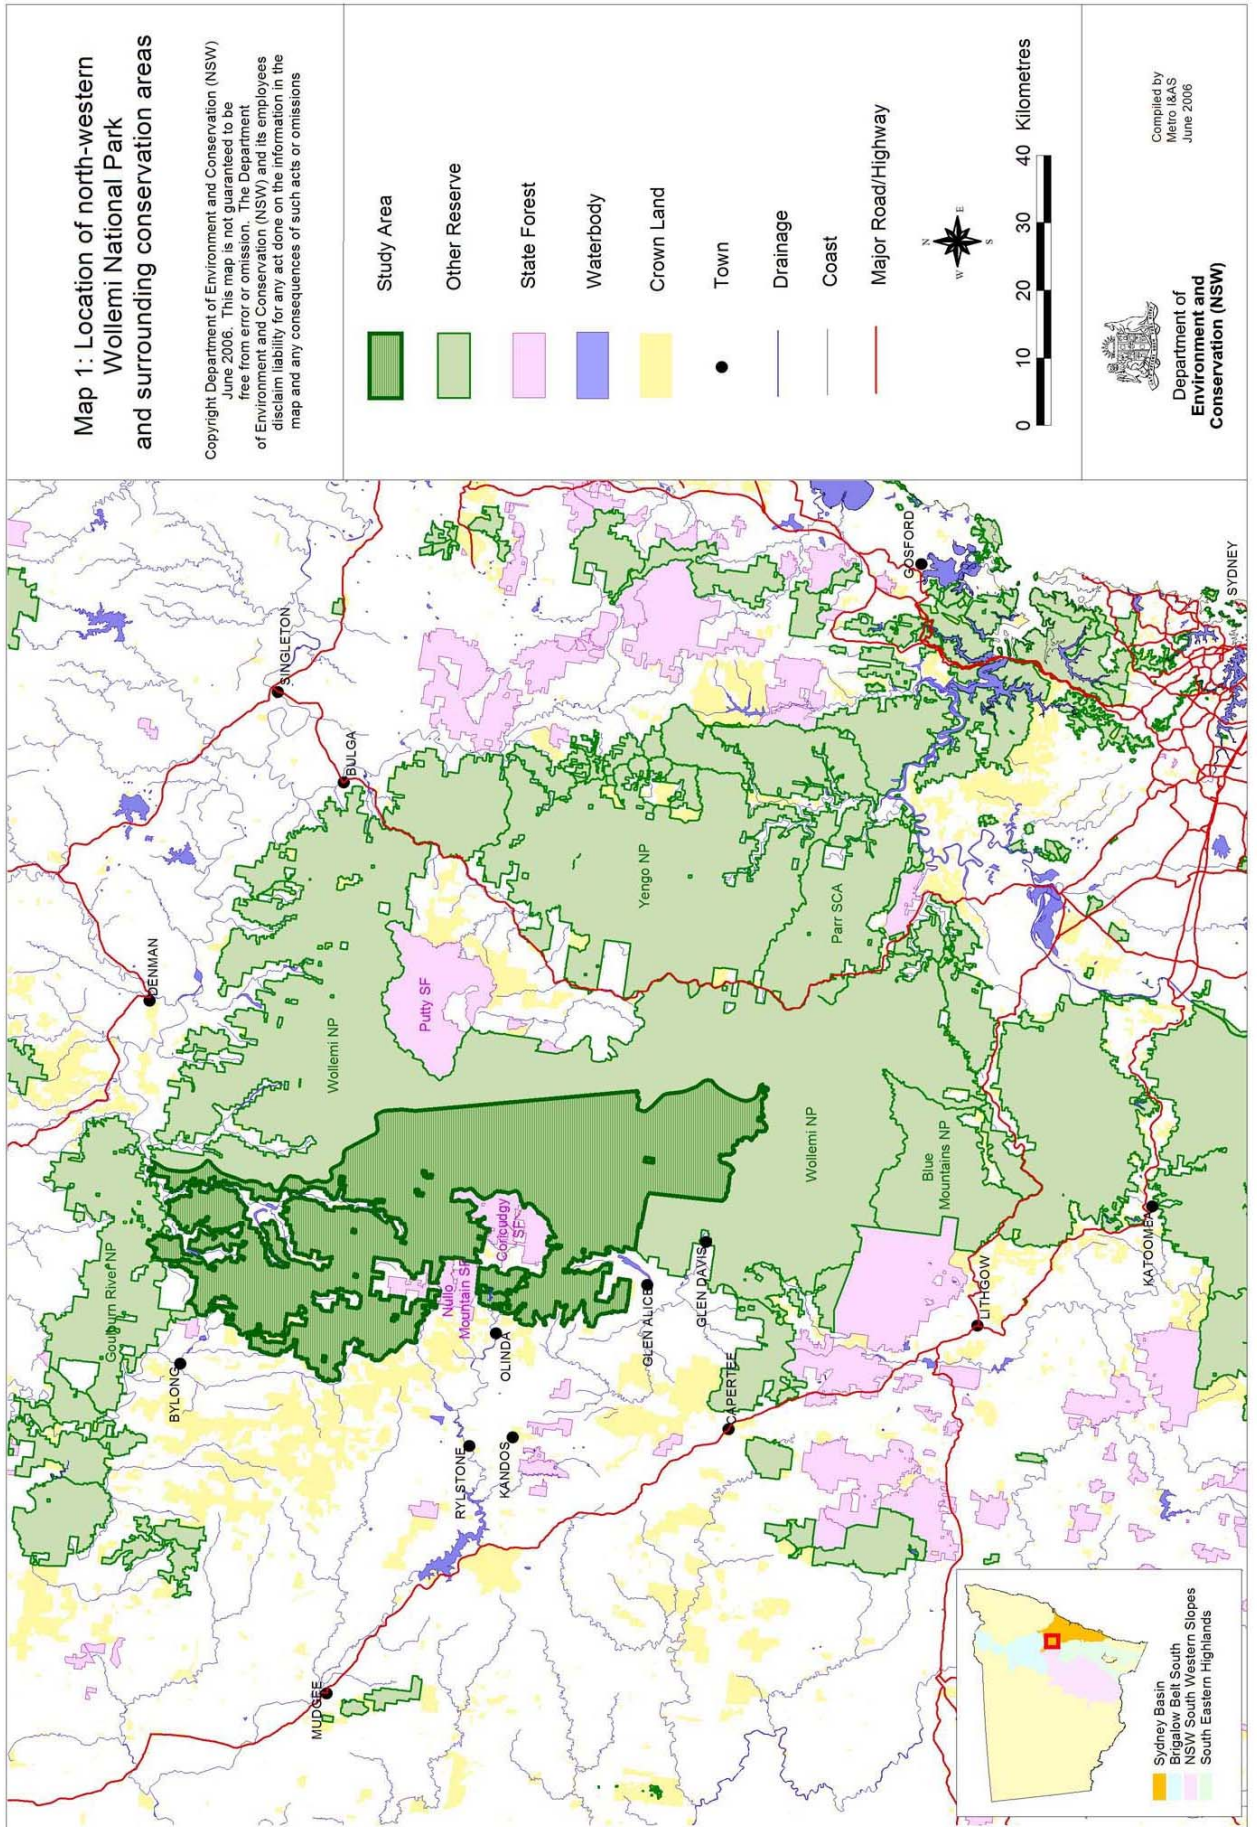 Map 1: Location of north-western
Wollemi National Park
and surrounding conservation areas
Copyright Department of Environment and Conservation (NSW)
June 2006. This map is not guaranteed to be
free from error or omission. The Department
of Environment and Conservation (NSW) and its employees
disclaim liability for any act done on the information in the
map and any consequences of such acts or omissions
Study Area
Other Reserve
State Forest
Waterbody
Crown Land
Town
Drainage
Coast
Major Road/Highway
N
W
E
S
0
10
20
30
40
Kilometres
Department of
Environment and
Conservation (NSW)
Compiled by
Metro I&AS
June 2006
SINGLETON
BULGA
DENMAN
GOSFORD
SYDNEY
Yengo NP
Parr SCA
Putty SF
Wollemi NP
Wollemi NP
Blue
Mountains NP
Goulburn River NP
Coricudgy
SF
Nullo
Mountain SF
BYLONG
OLINDA
GLEN ALICE
GLEN DAVIS
RYLSTONE
KANDOS
CAPERTEE
LITHGOW
KATOOMBA
MUDGEE
Sydney Basin
Brigalow Belt South
NSW South Western Slopes
South Eastern Highlands